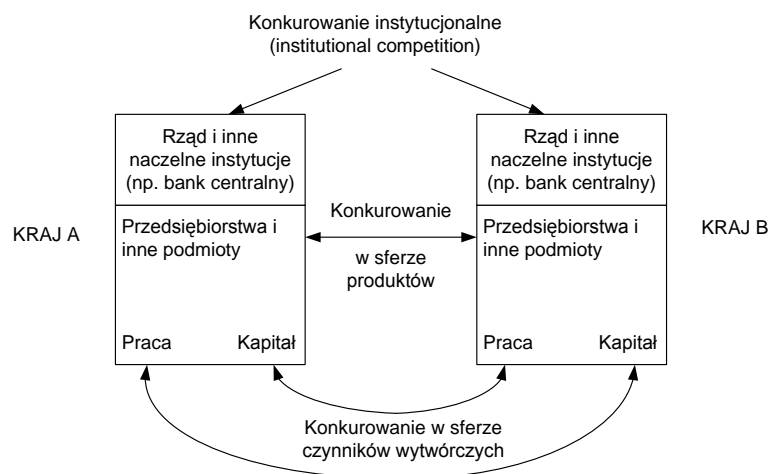 Konkurowanie instytucjonalne
(institutional competition)
Rząd i inne
naczelne instytucje
(np. bank centralny)
Rząd i inne
naczelne instytucje
(np. bank centralny)
KRAJ A
Przedsiębiorstwa i
inne podmioty
Konkurowanie
w sferze
produktów
Przedsiębiorstwa i
inne podmioty
KRAJ B
Praca
Kapitał
Praca
Kapitał
Konkurowanie w sferze
czynników wytwórczych